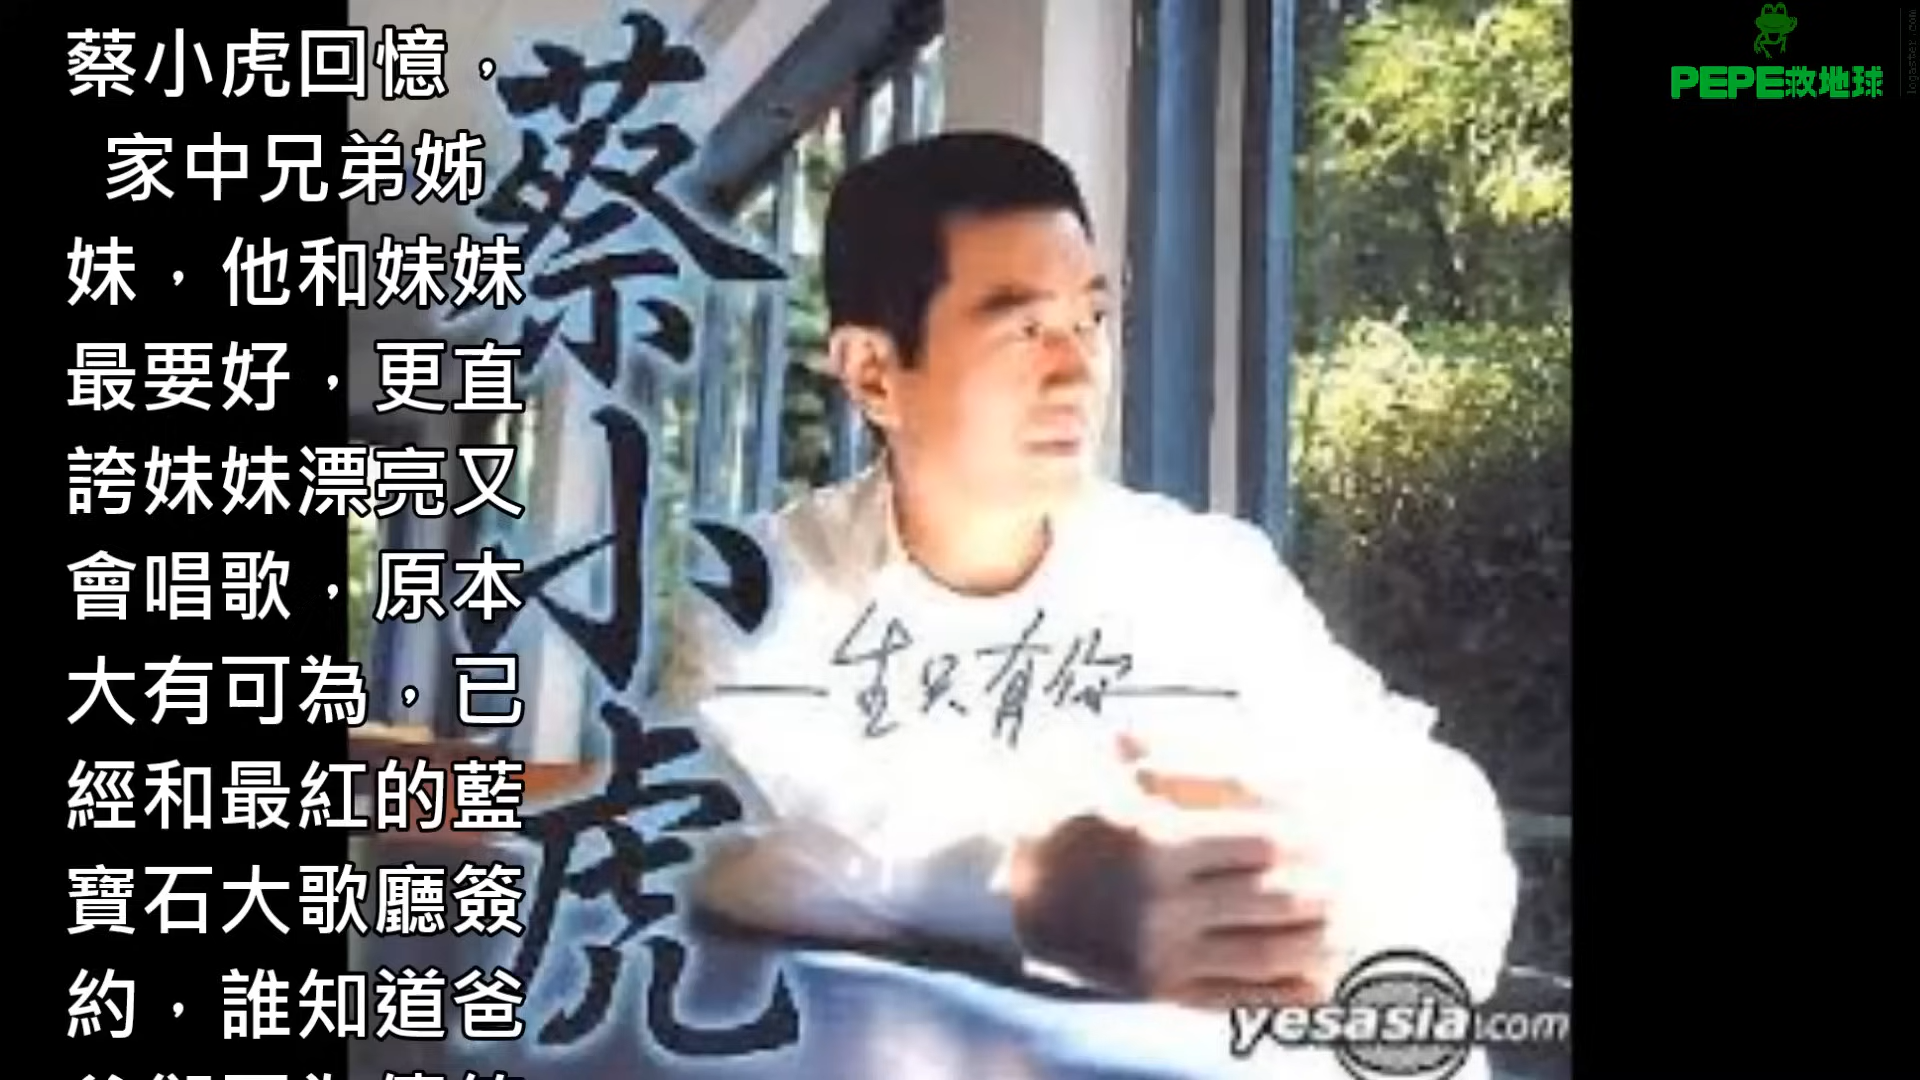 蔡小虎回憶，
家中兄弟姊
妹，他和妹妹
最要好，更直
誇妹妹漂亮又
會唱歌，原本
大有可為，已
經和最紅的藍
寶石大歌廳簽
約，誰知道爸
蔡小虎
一生只有你
yesasia.com
PEPE救地球
logaster.com